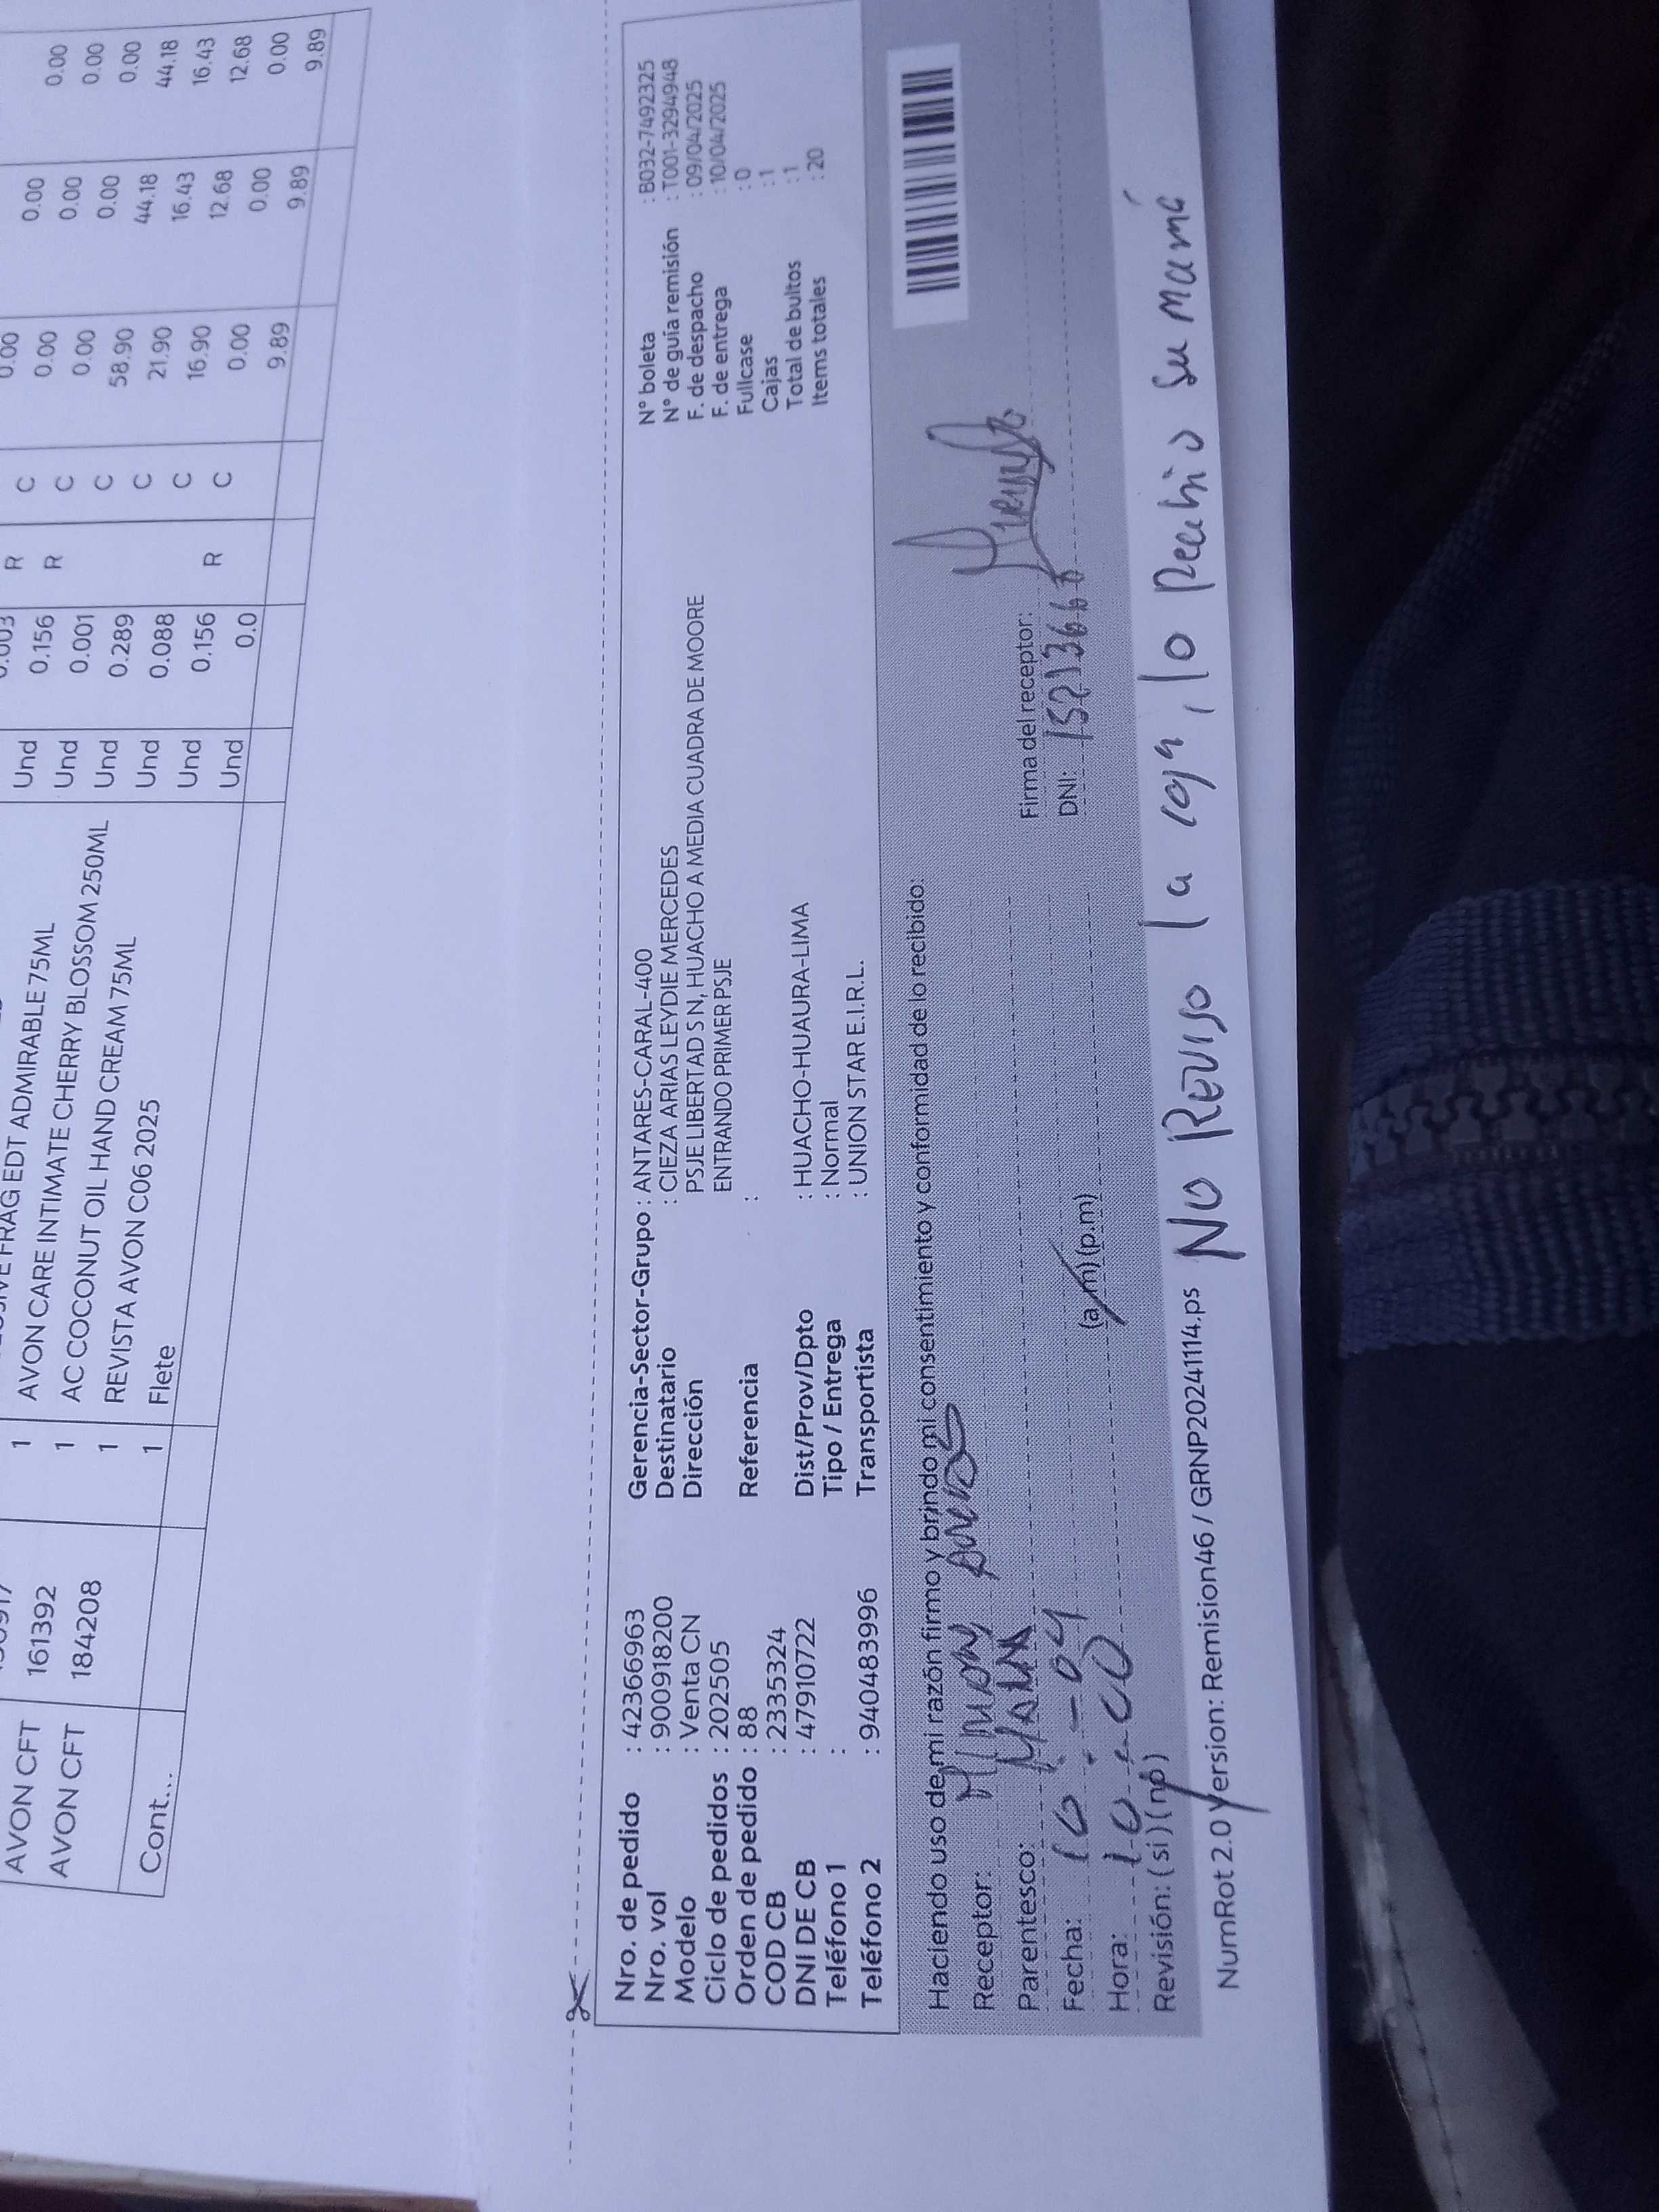 EDT ADMIRABLE 75ML
AVON CFT 161392 1 AVON CARE INTIMATE CHERRY BLOSSOM 250ML
AVON CFT 184208 1 AC COCONUT OIL HAND CREAM 75ML
1 REVISTA AVON C06 2025
Cont... 1 Flete
Und R C 0.00 0.00
Und 0.156 R C 0.00 0.00 0.00
Und 0.001 C 0.00 0.00 0.00
Und 0.289 C 58.90 44.18 44.18
Und 0.088 C 21.90 16.43 16.43
Und 0.156 R C 16.90 12.68 12.68
0.0 0.00 0.00 0.00
9.89 9.89 9.89
Nro. de pedido : 42366963
Nro. vol : 900918200
Modelo : Venta CN
Ciclo de pedidos : 202505
Orden de pedido : 88
COD CB : 2335324
DNI DE CB : 47910722
Teléfono 1 :
Teléfono 2 : 940483996
Gerencia-Sector-Grupo : ANTARES-CARAL-400
Destinatario : CIEZA ARIAS LEYDIE MERCEDES
Dirección PSJE LIBERTAD S N, HUACHO A MEDIA CUADRA DE MOORE
ENTRANDO PRIMER PSJE
Referencia :
Dist/Prov/Dpto : HUACHO-HUAURA-LIMA
Tipo / Entrega : Normal
Transportista : UNION STAR E.I.R.L.
N° boleta : B032-7492325
N° de guía remisión : T001-3294948
F. de despacho : 09/04/2025
F. de entrega : 10/04/2025
Fullcase : 0
Cajas : 1
Total de bultos : 1
Items totales : 20
Haciendo uso de mi razón firmo y brindo mi consentimiento y conformidad de lo recibido:
Receptor:
Parentesco: MAMA
Fecha: 10 - 04
Hora: (a.m) (p.m)
Revisión: (si) (no)
Firma del receptor:
DNI:
NumRot 2.0 Version: Remision46 / GRNP20241114.ps
NO REVISO la caja, lo recibio su mamá